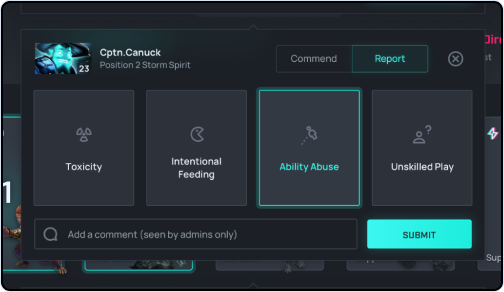 Cptn.Canuck
Position 2 Storm Spirit
23
Commend
Report
Toxicity
Intentional
Feeding
Ability Abuse
Unskilled Play
Add a comment (seen by admins only)
SUBMIT